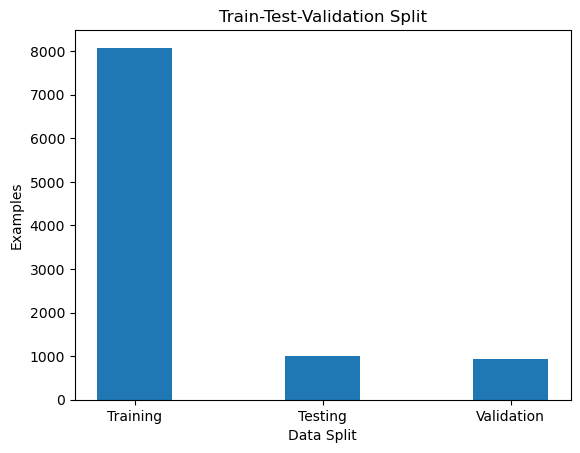 Train-Test-Validation Split
Examples
8000
7000
6000
5000
4000
3000
2000
1000
0
Training
Testing
Validation
Data Split